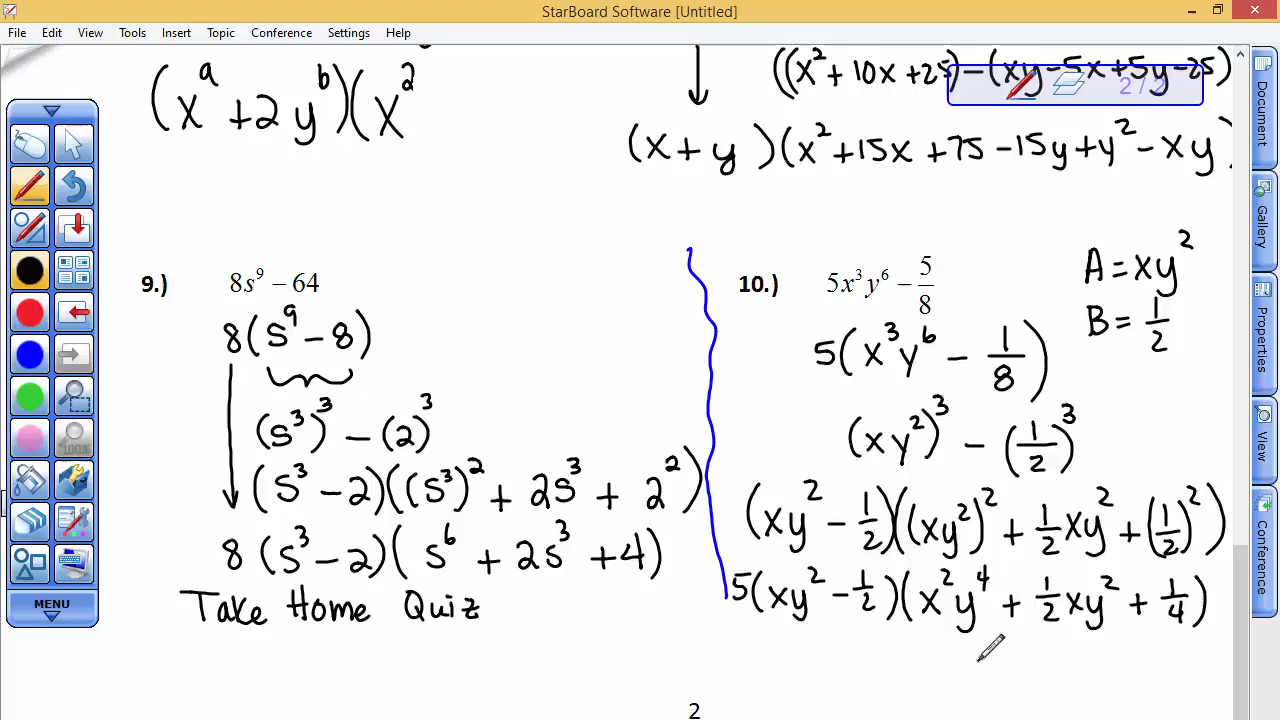 StarBoard Software [Untitled]
File Edit View Tools Insert Topic Conference Settings Help
(x^a + 2y^b)(x^2
((x^2 + 10x + 25) - (xy - 5x + 5y - 25)
2 / 2
(x + y )(x^2 + 15x + 75 - 15y + y^2 - xy
9.) 8s^9 − 64
8(s^9 - 8)
(s^3)^3 - (2)^3
(s^3 - 2)((s^3)^2 + 2s^3 + 2^2)
8 (s^3 - 2)(s^6 + 2s^3 + 4)
Take Home Quiz
10.) 5x^3y^6 − 5/8
A = xy^2
B = 1/2
5(x^3y^6 - 1/8)
(xy^2)^3 - (1/2)^3
(xy^2 - 1/2)((xy^2)^2 + 1/2xy^2 + (1/2)^2)
5(xy^2 - 1/2)(x^2y^4 + 1/2xy^2 + 1/4)
2
MENU
100%
Document
Gallery
Properties
View
Conference